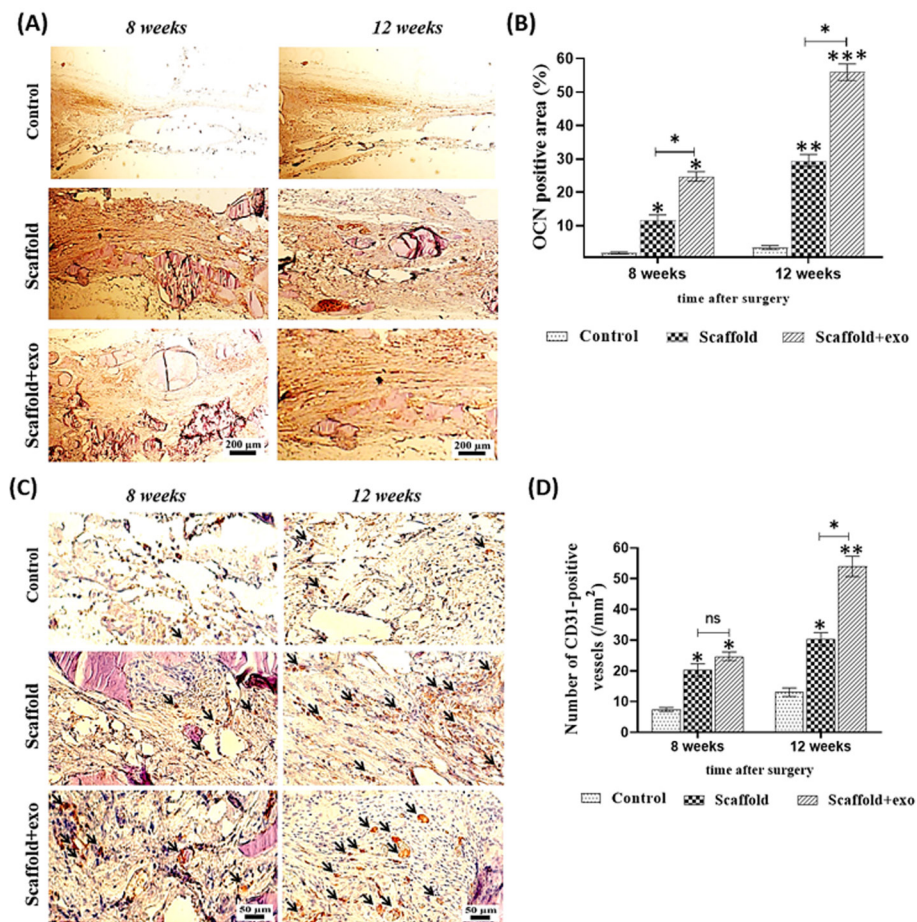 (A)
8 weeks
12 weeks
Control
Scaffold
Scaffold+exo
200 µm
200 µm
(B)
OCN positive area (%)
60
50
40
30
20
10
*
*
*
*
**
***
8 weeks
12 weeks
time after surgery
Control
Scaffold
Scaffold+exo
(C)
8 weeks
12 weeks
Control
Scaffold
Scaffold+exo
50 µm
50 µm
(D)
Number of CD31-positive
vessels (/mm²)
60
50
40
30
20
10
0
ns
*
*
*
*
**
8 weeks
12 weeks
time after surgery
Control
Scaffold
Scaffold+exo